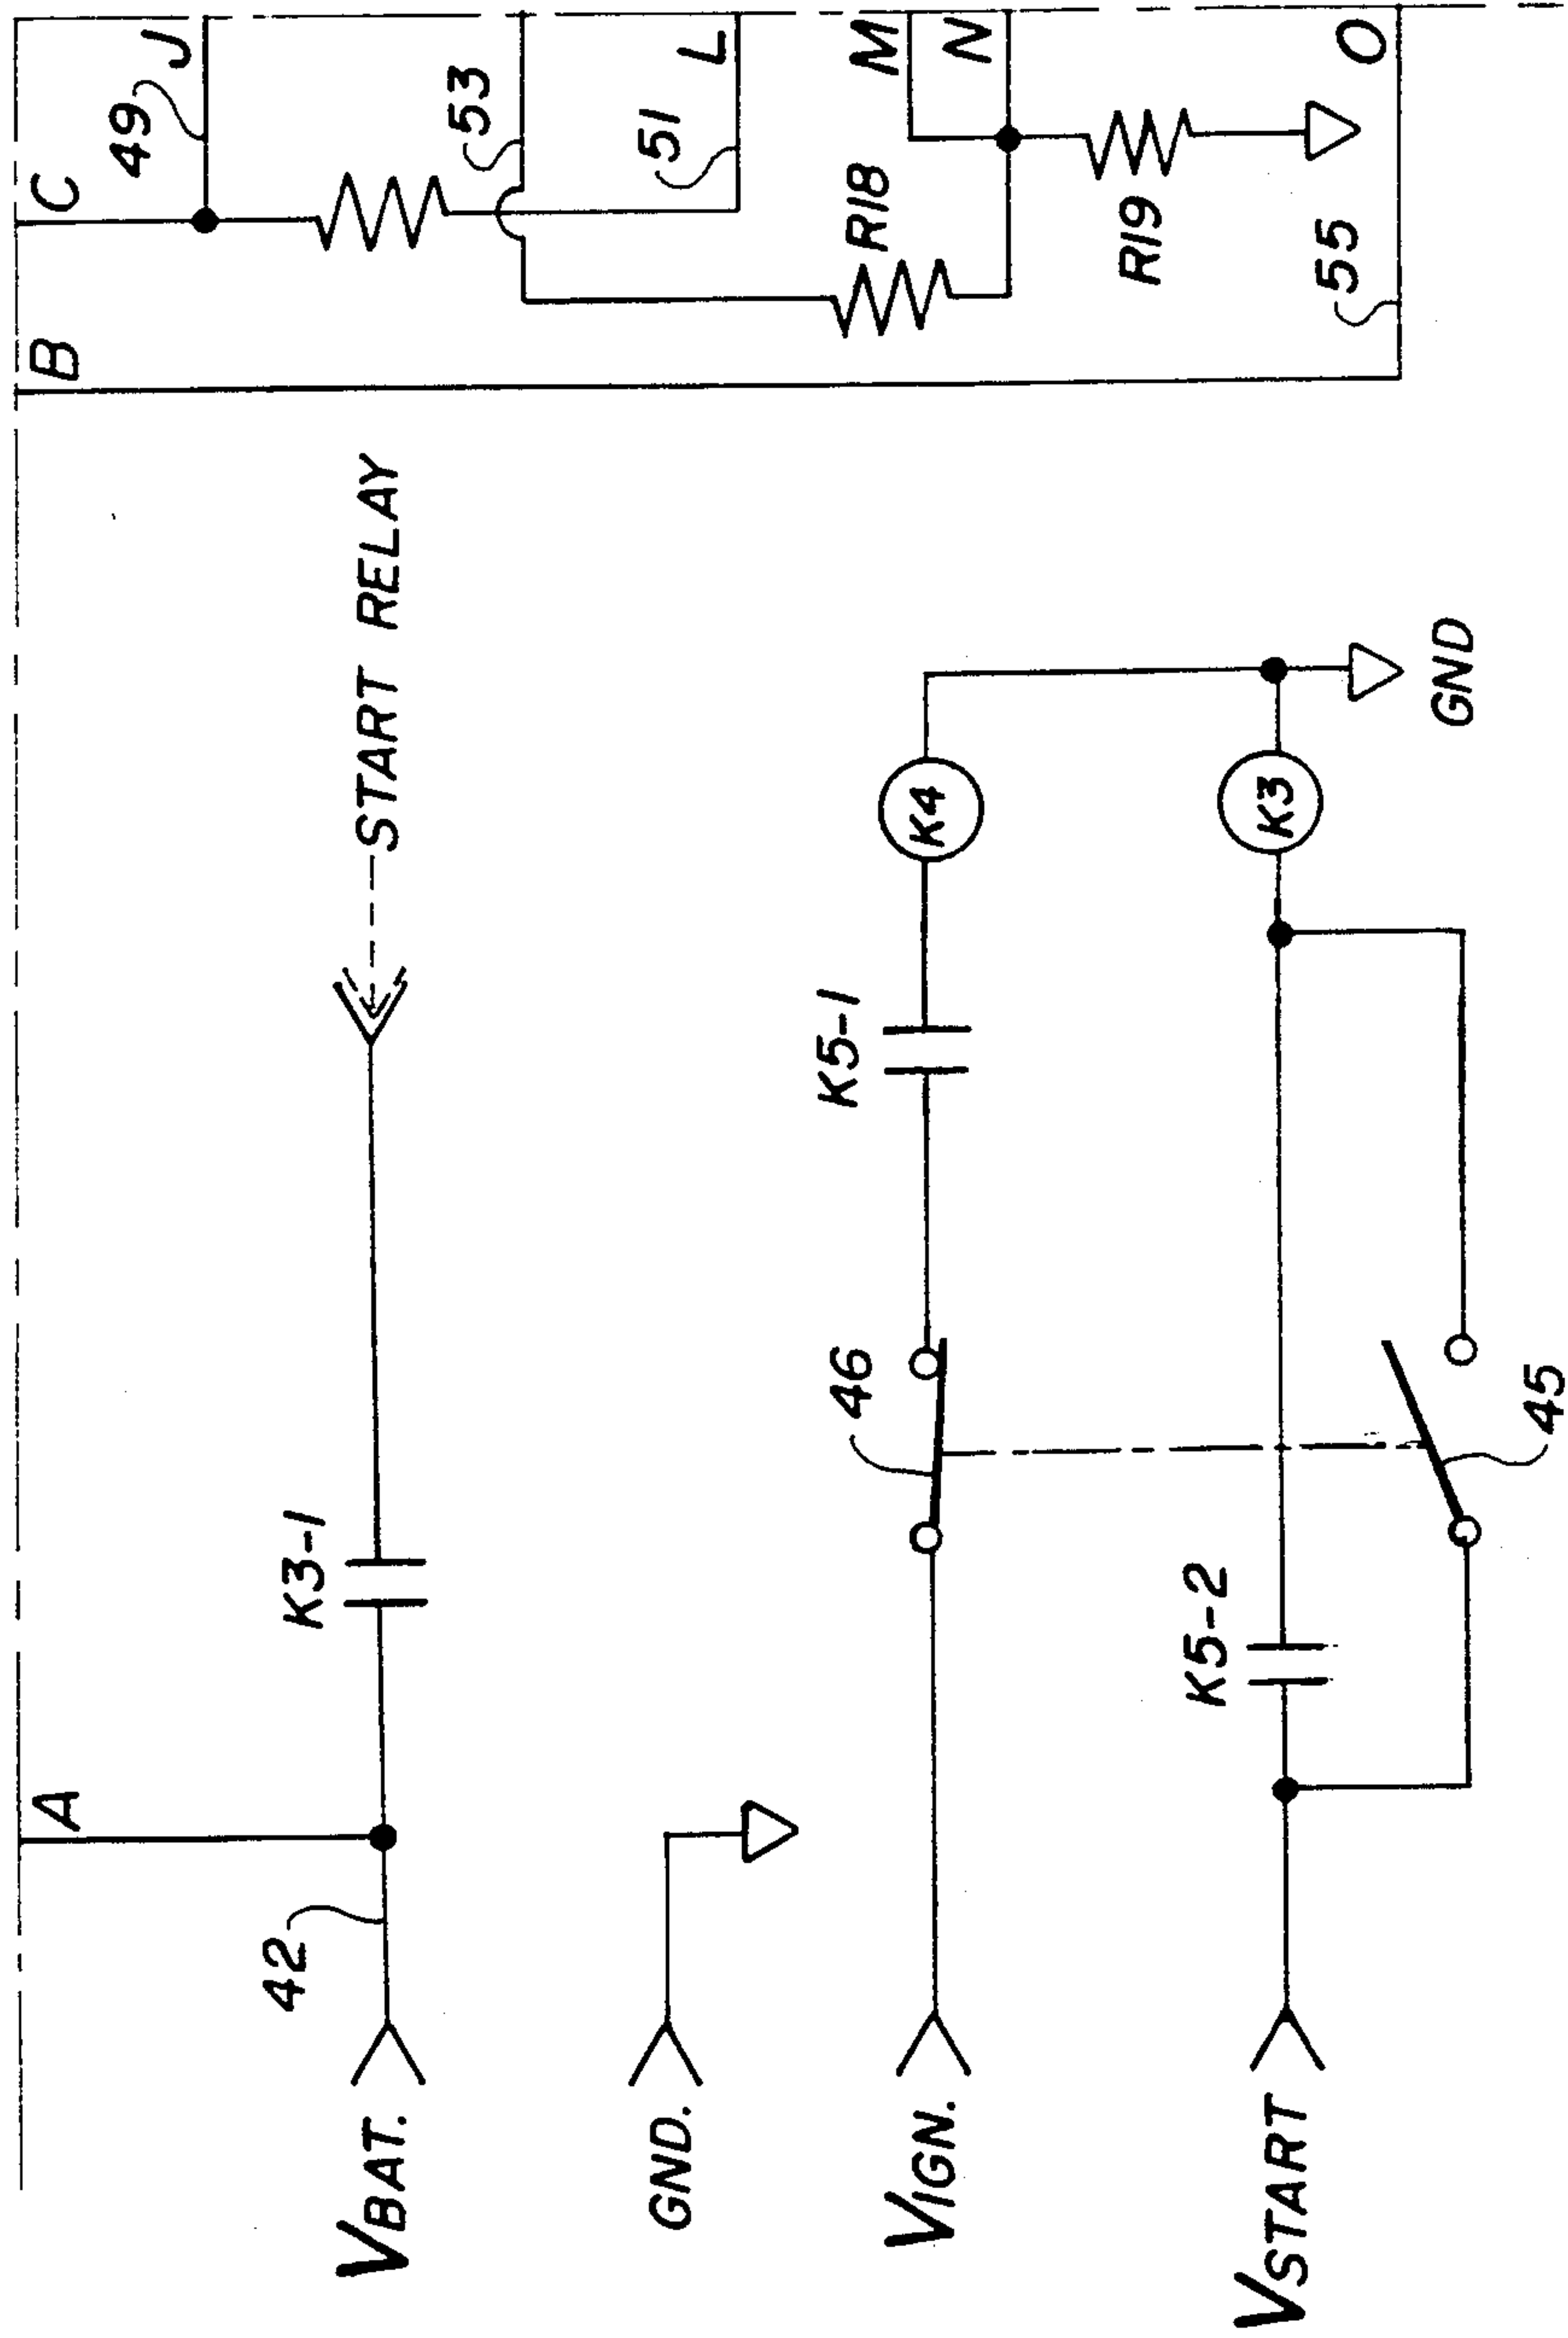 A
B
C
J
49
53
L
51
M
N
R18
R19
O
55
42
VBAT.
K3-1
START RELAY
GND.
VIGN.
46
K5-1
K4
VSTART
K5-2
K3
45
GND